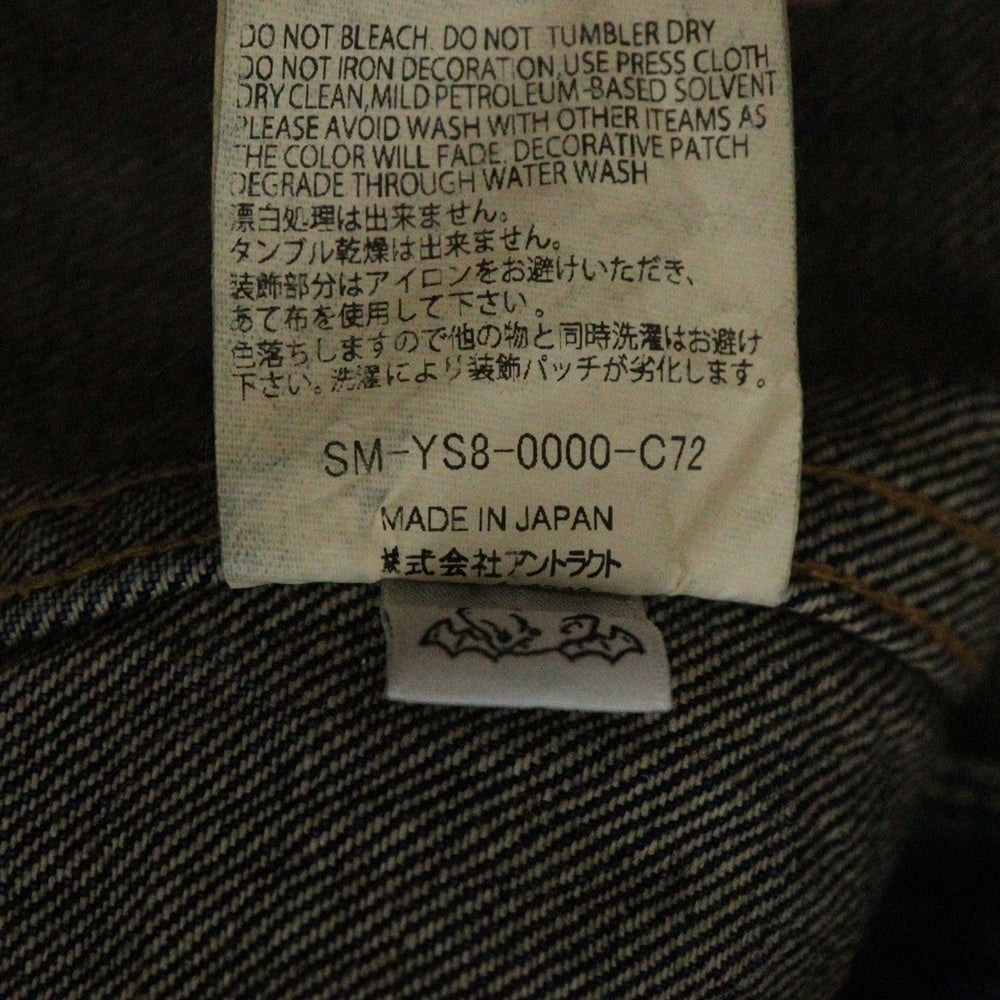 DO NOT BLEACH. DO NOT TUMBLER DRY
DO NOT IRON DECORATION,USE PRESS CLOTH
DRY CLEAN,MILD PETROLEUM-BASED SOLVENT
PLEASE AVOID WASH WITH OTHER ITEAMS AS
THE COLOR WILL FADE. DECORATIVE PATCH
DEGRADE THROUGH WATER WASH
漂白処理は出来ません。
タンブル乾燥は出来ません。
装飾部分はアイロンをお避けいただき、
あて布を使用して下さい。
色落ちしますので他の物と同時洗濯はお避け
下さい。洗濯により装飾パッチが劣化します。
SM-YS8-0000-C72
MADE IN JAPAN
株式会社アントラクト